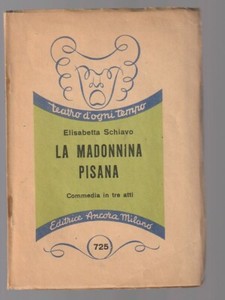 teatro d'ogni tempo
Elisabetta Schiavo
LA MADONNINA
PISANA
Commedia in tre atti
Editrice Ancora Milano
725